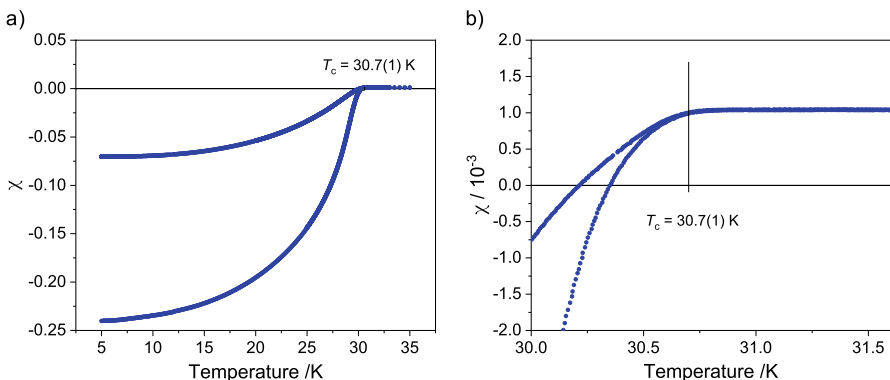 a)
0.05
0.00
-0.05
-0.10
-0.15
-0.20
-0.25
χ
Tc = 30.7(1) K
5 10 15 20 25 30 35
Temperature /K
b)
2.0
1.5
1.0
0.5
0.0
-0.5
-1.0
-1.5
-2.0
χ / 10-3
Tc = 30.7(1) K
30.0 30.5 31.0 31.5
Temperature /K